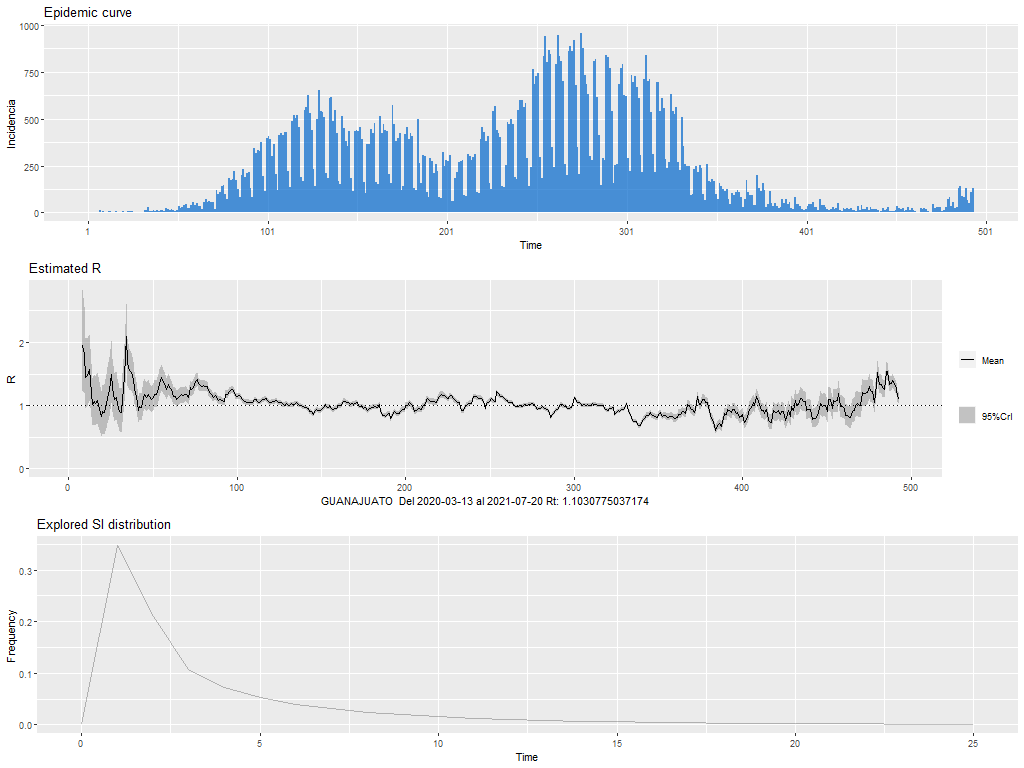 Epidemic curve
1000
750
500
250
0
Incidencia
1 101 201 301 401 501
Time
Estimated R
2
1
0
R
Mean
95%CrI
0 100 200 300 400 500
GUANAJUATO Del 2020-03-13 al 2021-07-20 Rt: 1.1030775037174
Explored SI distribution
0.3
0.2
0.1
0.0
Frequency
0 5 10 15 20 25
Time